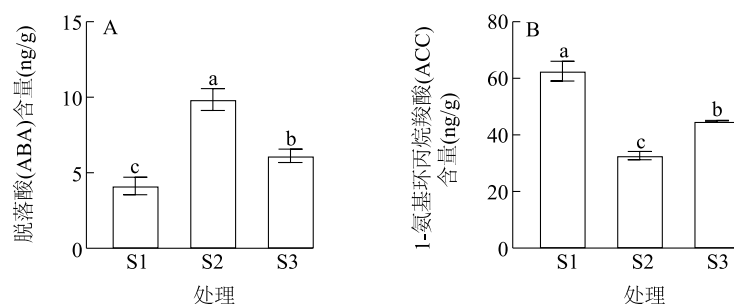 A
脱落酸(ABA)含量(ng/g)
15
10
5
0
c
a
b
S1 S2 S3
处理
B
1-氨基环丙烷羧酸(ACC)
含量(ng/g)
80
60
40
20
0
a
c
b
S1 S2 S3
处理